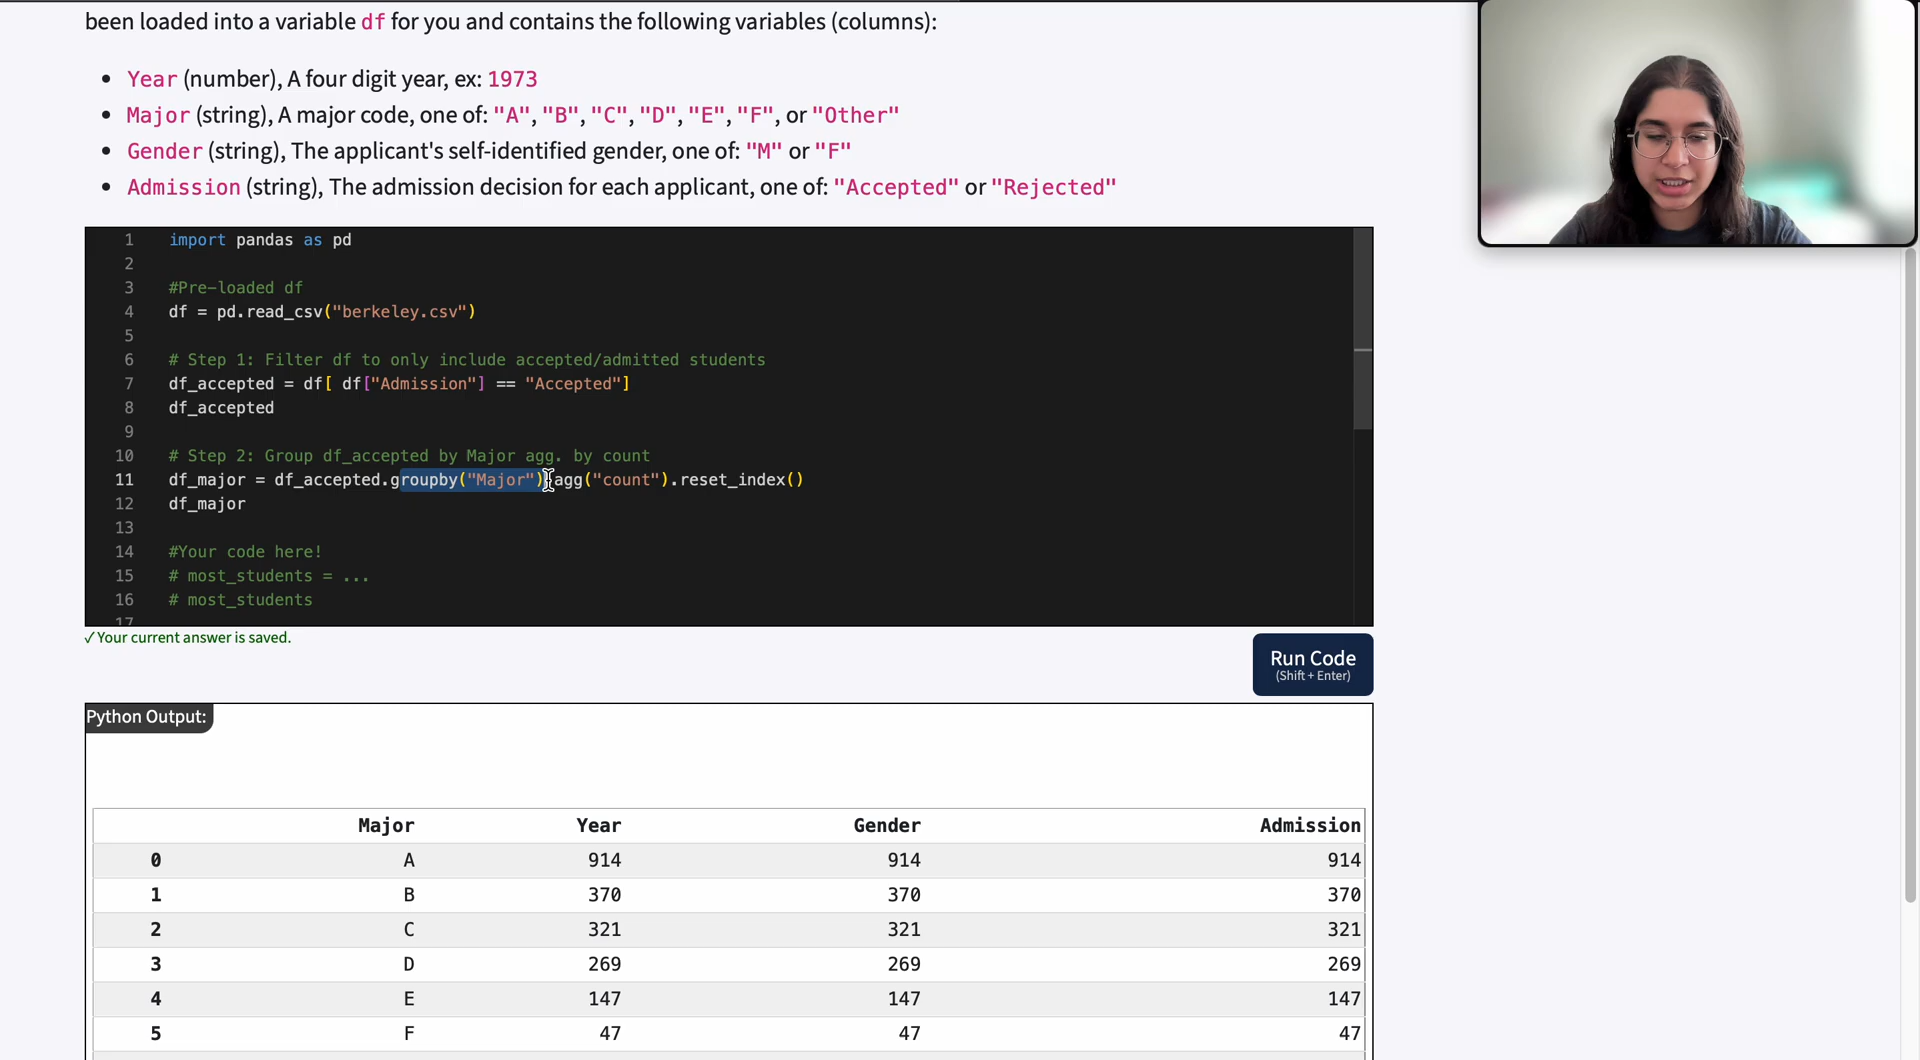 been loaded into a variable df for you and contains the following variables (columns):
• Year (number), A four digit year, ex: 1973
• Major (string), A major code, one of: "A", "B", "C", "D", "E", "F", or "Other"
• Gender (string), The applicant's self-identified gender, one of: "M" or "F"
• Admission (string), The admission decision for each applicant, one of: "Accepted" or "Rejected"
1 import pandas as pd
2
3 #Pre-loaded df
4 df = pd.read_csv("berkeley.csv")
5
6 # Step 1: Filter df to only include accepted/admitted students
7 df_accepted = df[ df["Admission"] == "Accepted"]
8 df_accepted
9
10 # Step 2: Group df_accepted by Major agg. by count
11 df_major = df_accepted.groupby("Major").agg("count").reset_index()
12 df_major
13
14 #Your code here!
15 # most_students = ...
16 # most_students
17
✓Your current answer is saved.
Run Code
(Shift + Enter)
Python Output:
Major Year Gender Admission
0 A 914 914 914
1 B 370 370 370
2 C 321 321 321
3 D 269 269 269
4 E 147 147 147
5 F 47 47 47